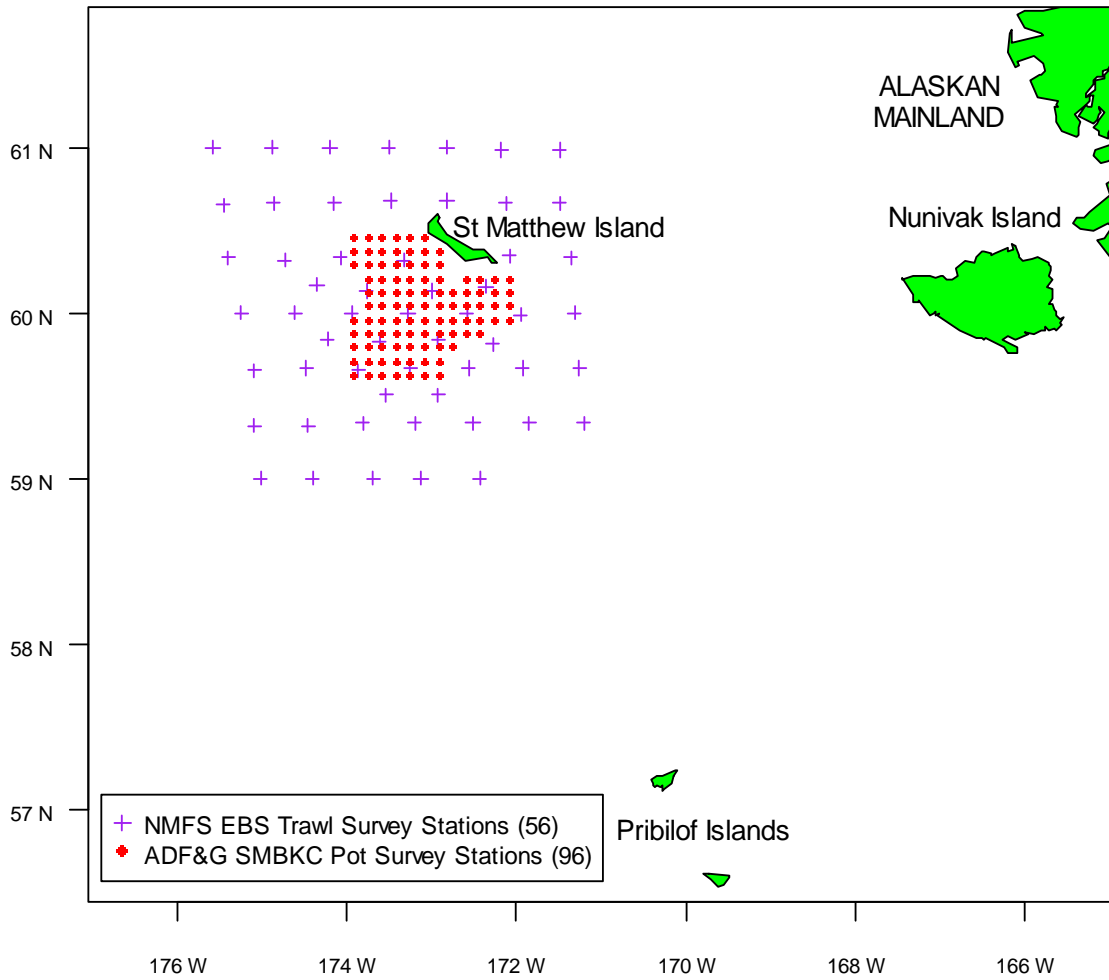 ALASKAN
MAINLAND
61 N
Nunivak Island
St Matthew Island
60 N
59 N
58 N
57 N
NMFS EBS Trawl Survey Stations (56)
Pribilof Islands
ADF&G SMBKC Pot Survey Stations (96)
176 W
174 W
172 W
170 W
168 W
166 W